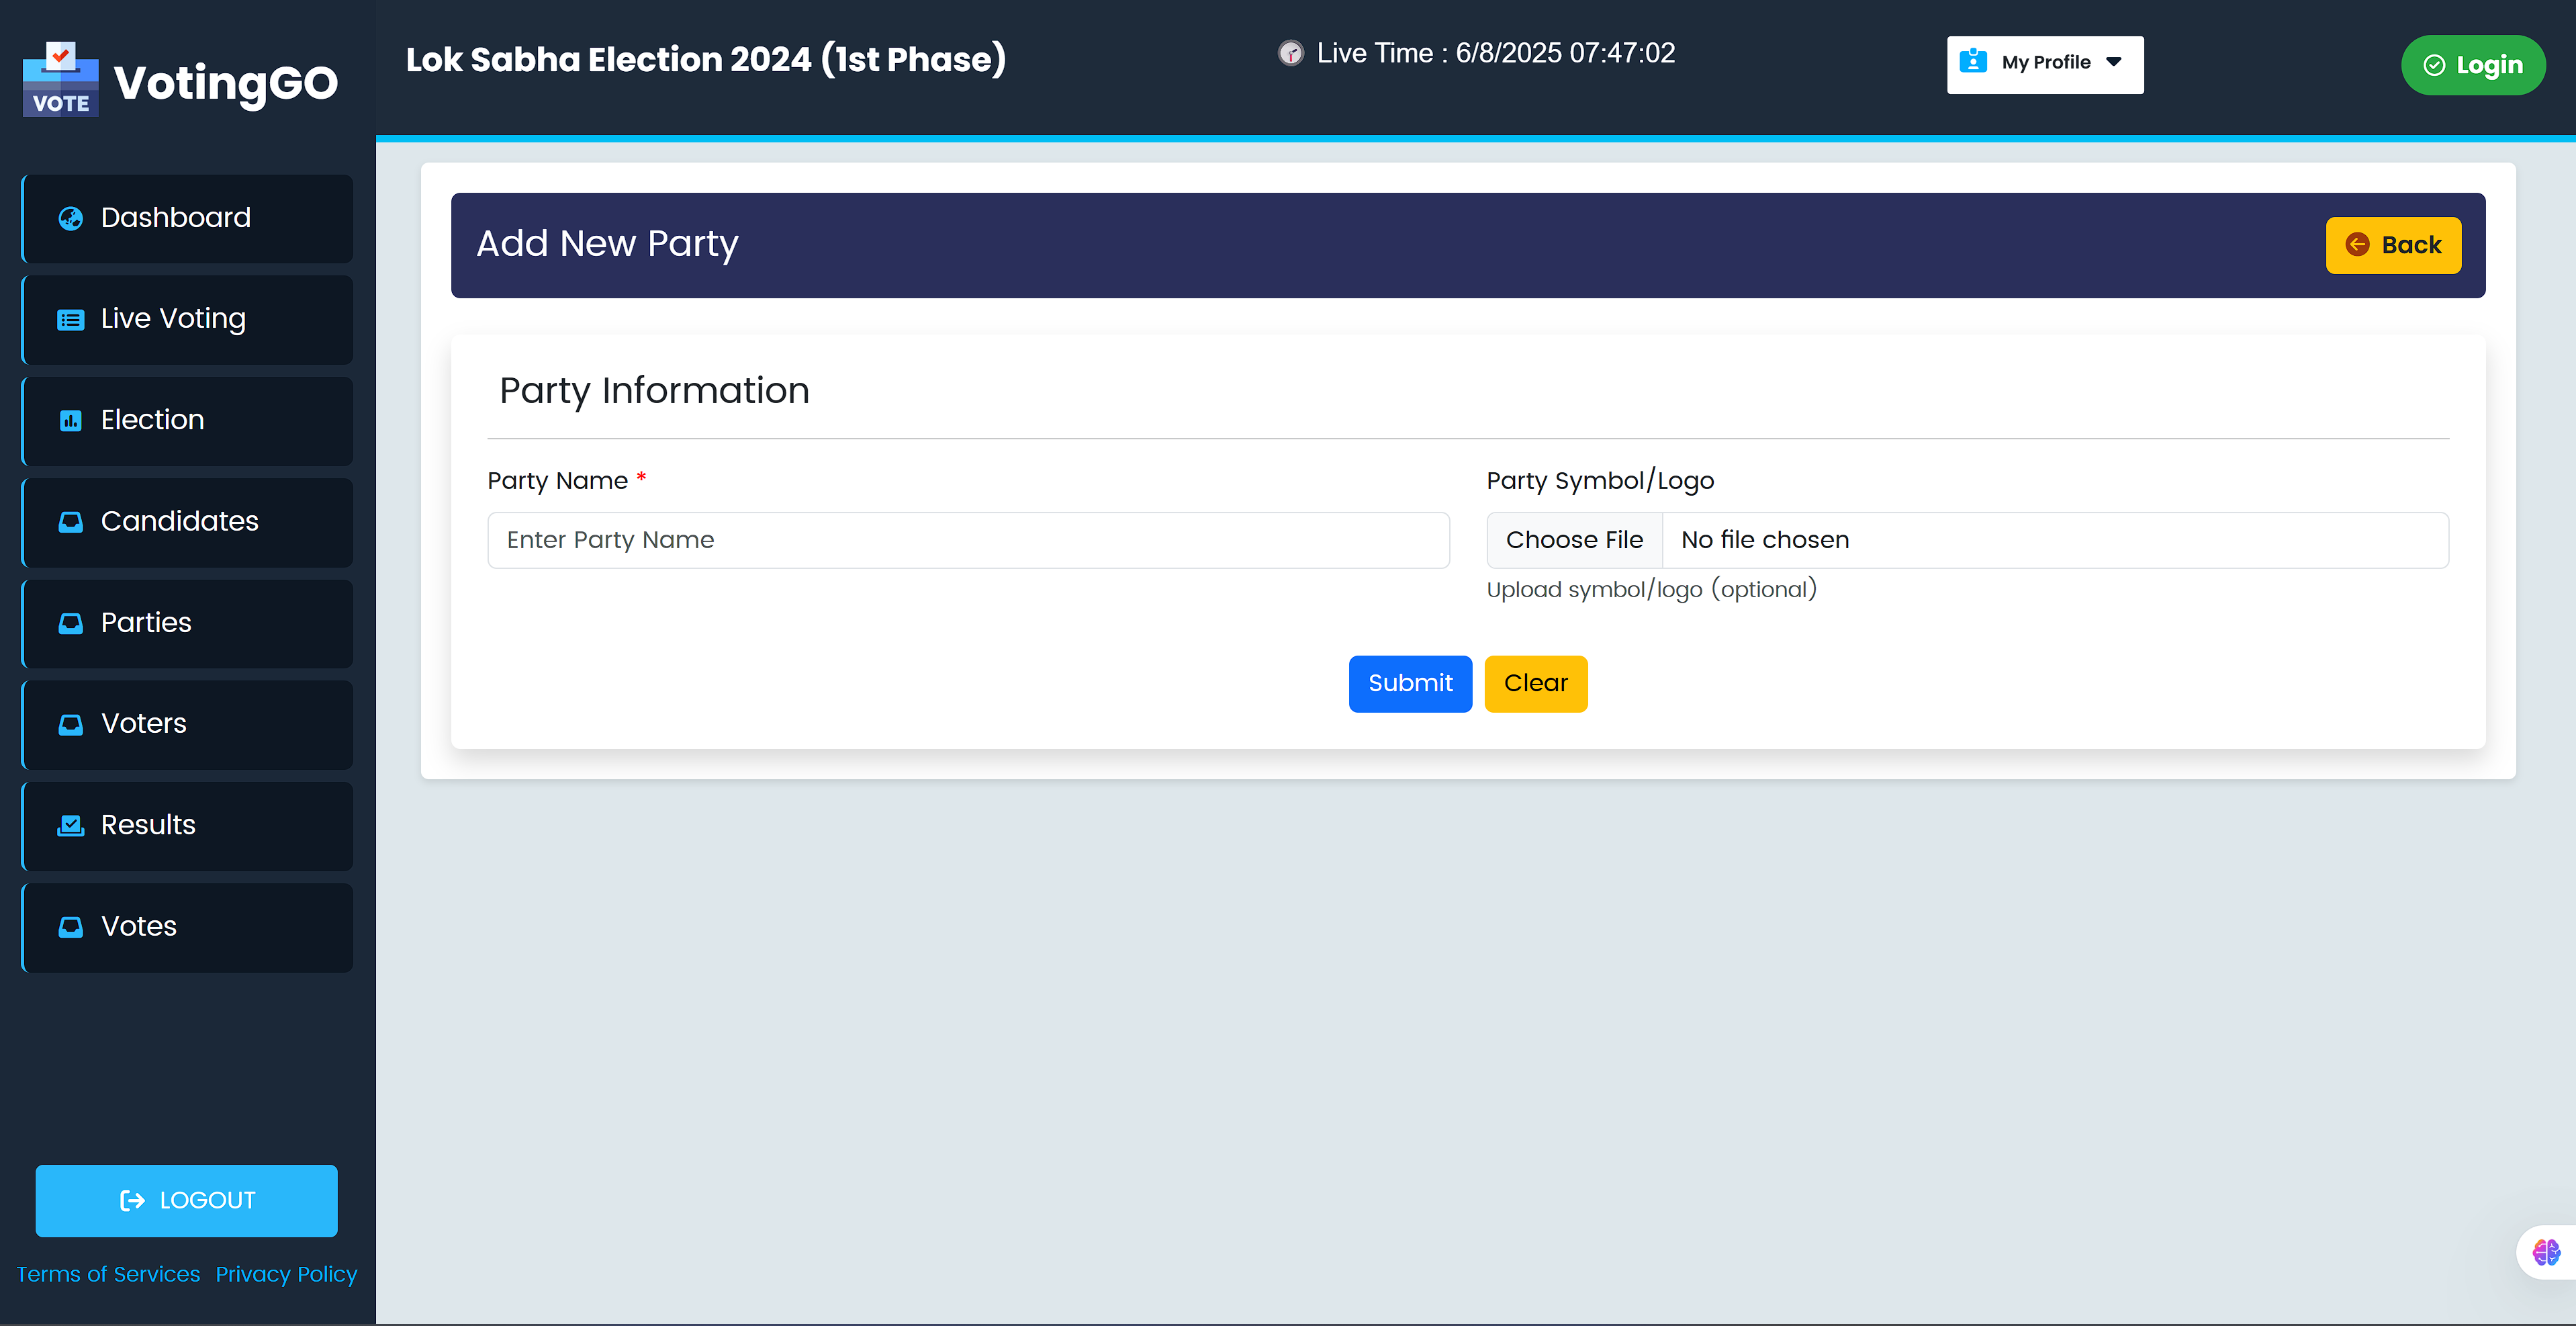 VOTE
VotingGO
Lok Sabha Election 2024 (1st Phase)
Live Time : 6/8/2025 07:47:02
My Profile
Login
Dashboard
Live Voting
Election
Candidates
Parties
Voters
Results
Votes
LOGOUT
Terms of Services Privacy Policy
Add New Party
Back
Party Information
Party Name *
Enter Party Name
Party Symbol/Logo
Choose File No file chosen
Upload symbol/logo (optional)
Submit Clear